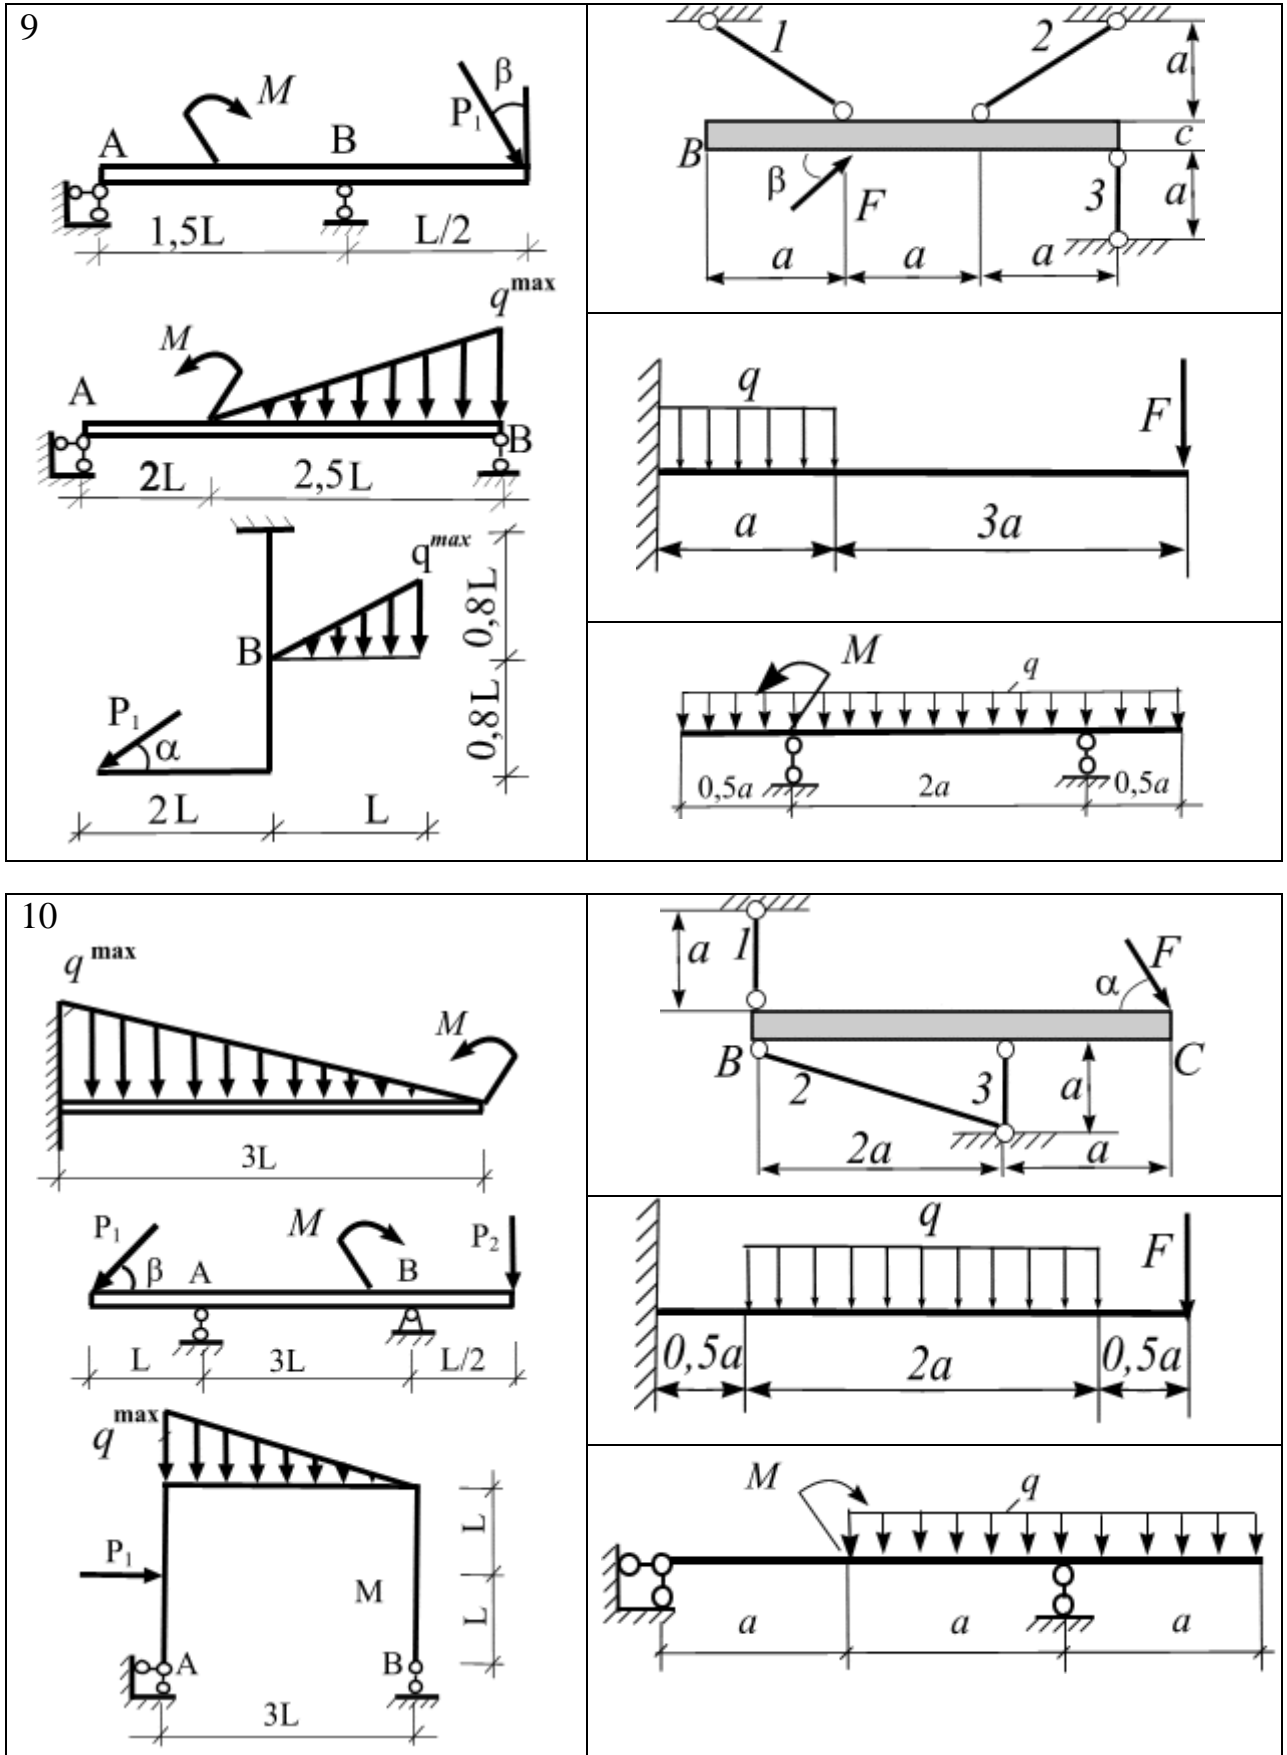 9
M
β
P₁
A
B
1,5L
L/2
q max
M
A
B
2L
2,5L
q max
B
0,8L
P₁
α
0,8L
2L
L
1
2
a
B
c
β
F
3
a
a
a
a
q
F
a
3a
M
q
0,5a
2a
0,5a
10
q max
M
3L
P₁
M
P₂
β
A
B
L
3L
L/2
q max
L
P₁
M
L
A
B
3L
a
1
F
α
B
C
2
3
a
2a
a
q
F
0,5a
2a
0,5a
M
q
a
a
a